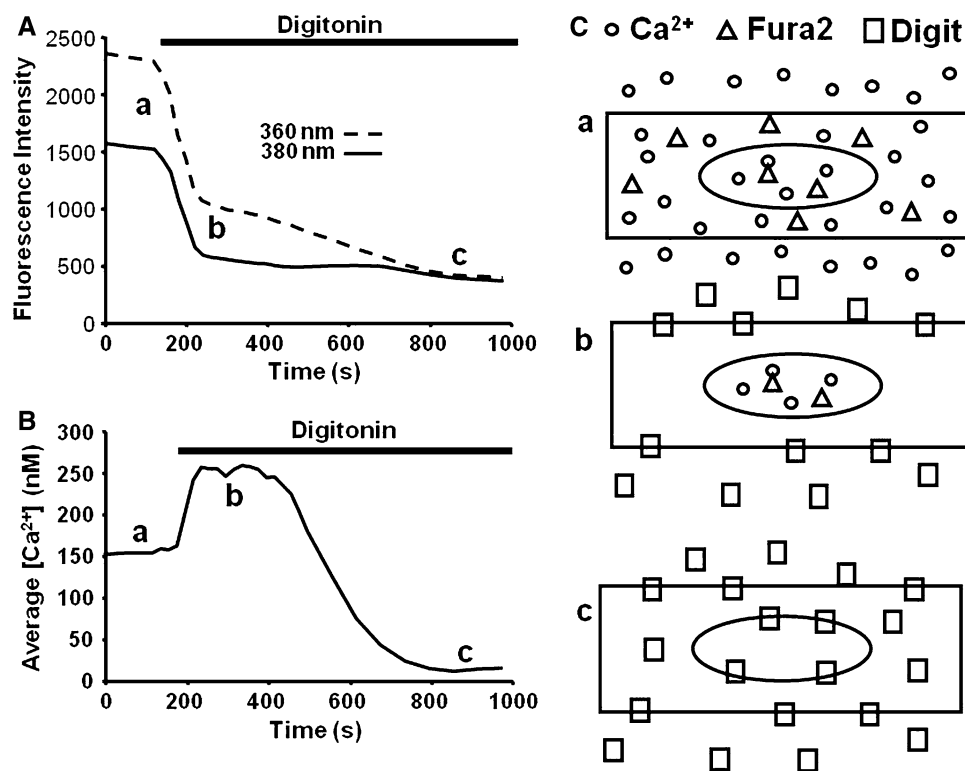 A
Digitonin
Fluorescence Intensity
2500
2000
1500
1000
500
0
a
b
c
360 nm
380 nm
0 200 400 600 800 1000
Time (s)
B
Digitonin
Average [Ca²⁺] (nM)
300
250
200
150
100
50
0
a
b
c
0 200 400 600 800 1000
Time (s)
C Ca²⁺ Fura2 Digit
a
b
c